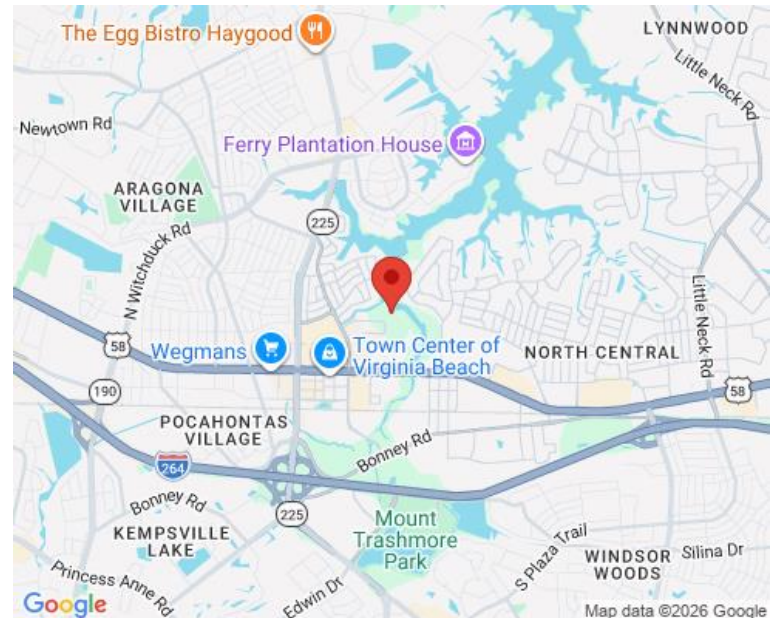 The Egg Bistro Haygood
LYNNWOOD
Little Neck Rd
Newtown Rd
Ferry Plantation House
ARAGONA
VILLAGE
225
N Witchduck Rd
Little Neck Rd
58
Wegmans
Town Center of
Virginia Beach
NORTH CENTRAL
58
190
POCAHONTAS
VILLAGE
Bonney Rd
264
Bonney Rd
225
KEMPSVILLE
LAKE
Mount
Trashmore
Park
S Plaza Trail
WINDSOR
WOODS
Silina Dr
Princess Anne Rd
Edwin Dr
Google
Map data ©2026 Google